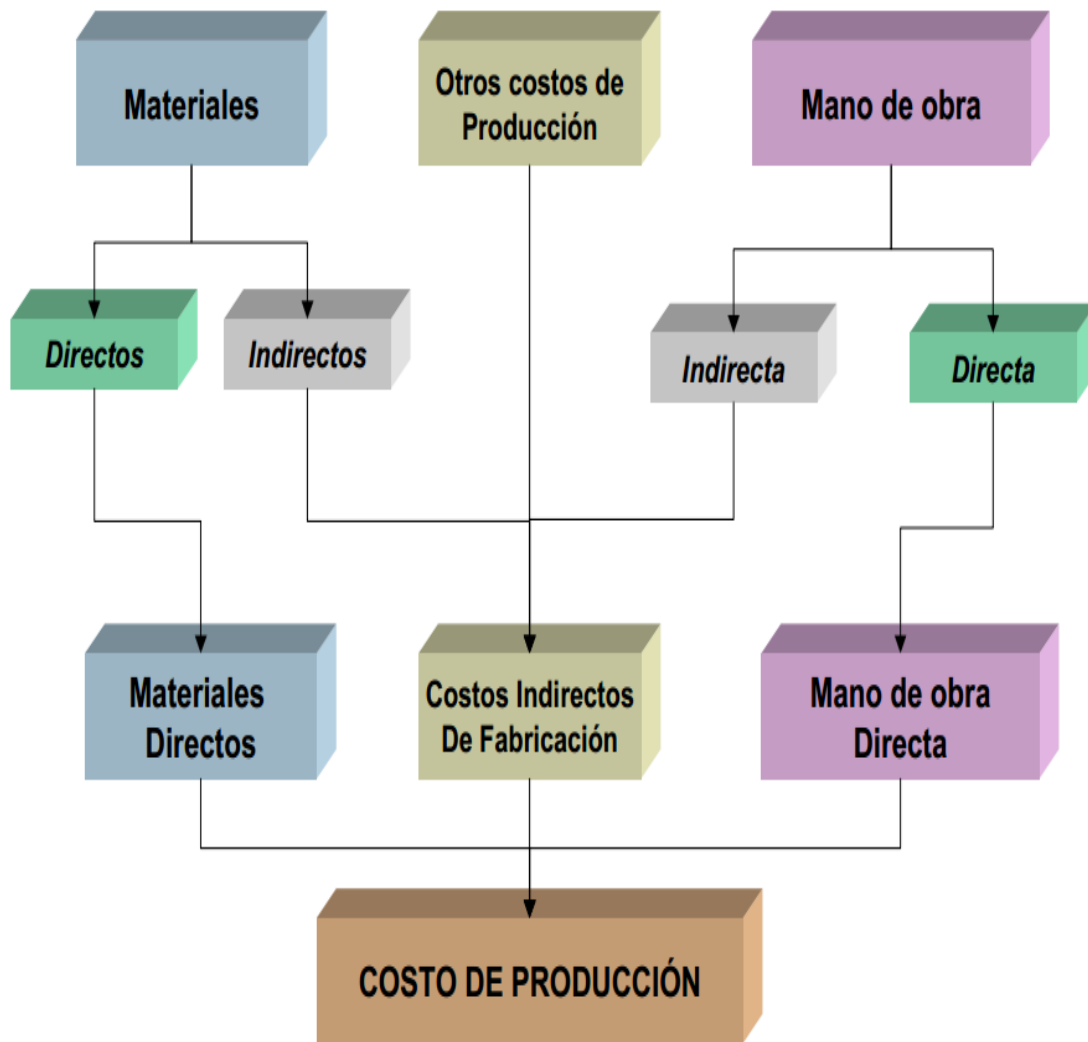 Materiales
Otros costos de
Producción
Mano de obra
Directos
Indirectos
Indirecta
Directa
Materiales
Directos
Costos Indirectos
De Fabricación
Mano de obra
Directa
COSTO DE PRODUCCIÓN